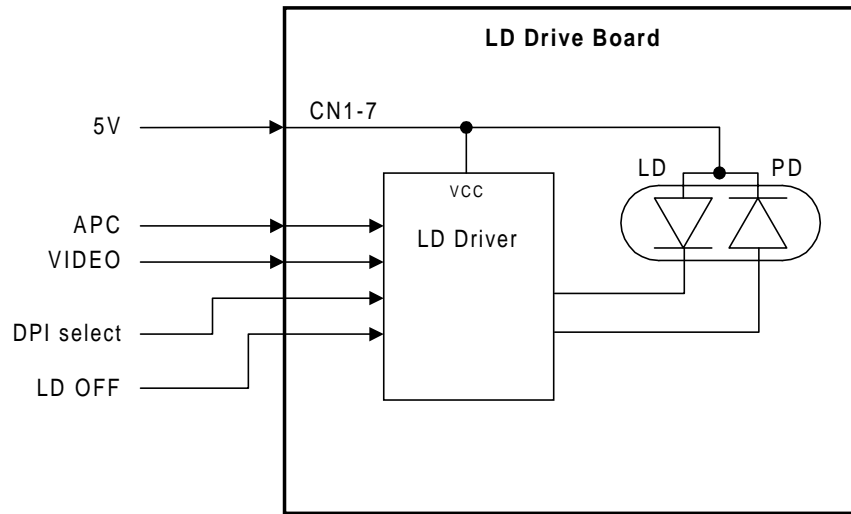 LD Drive Board
5V
CN1-7
LD
PD
VCC
APC
LD Driver
VIDEO
DPI select
LD OFF